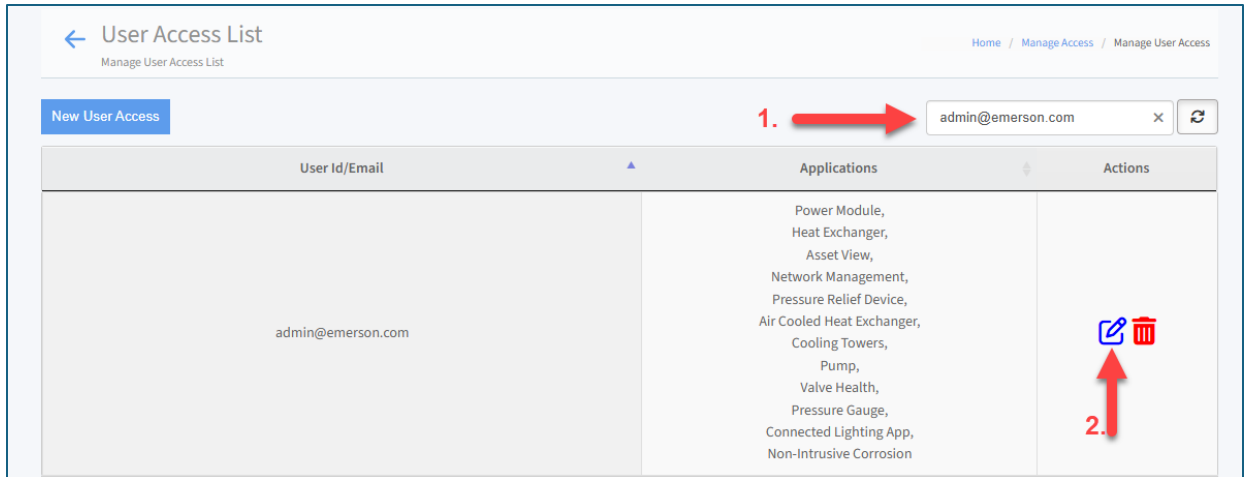 User Access List
Manage User Access List
Home / Manage Access / Manage User Access
New User Access
1.
admin@emerson.com
User Id/Email
Applications
Actions
admin@emerson.com
Power Module,
Heat Exchanger,
Asset View,
Network Management,
Pressure Relief Device,
Air Cooled Heat Exchanger,
Cooling Towers,
Pump,
Valve Health,
Pressure Gauge,
Connected Lighting App,
Non-Intrusive Corrosion
2.